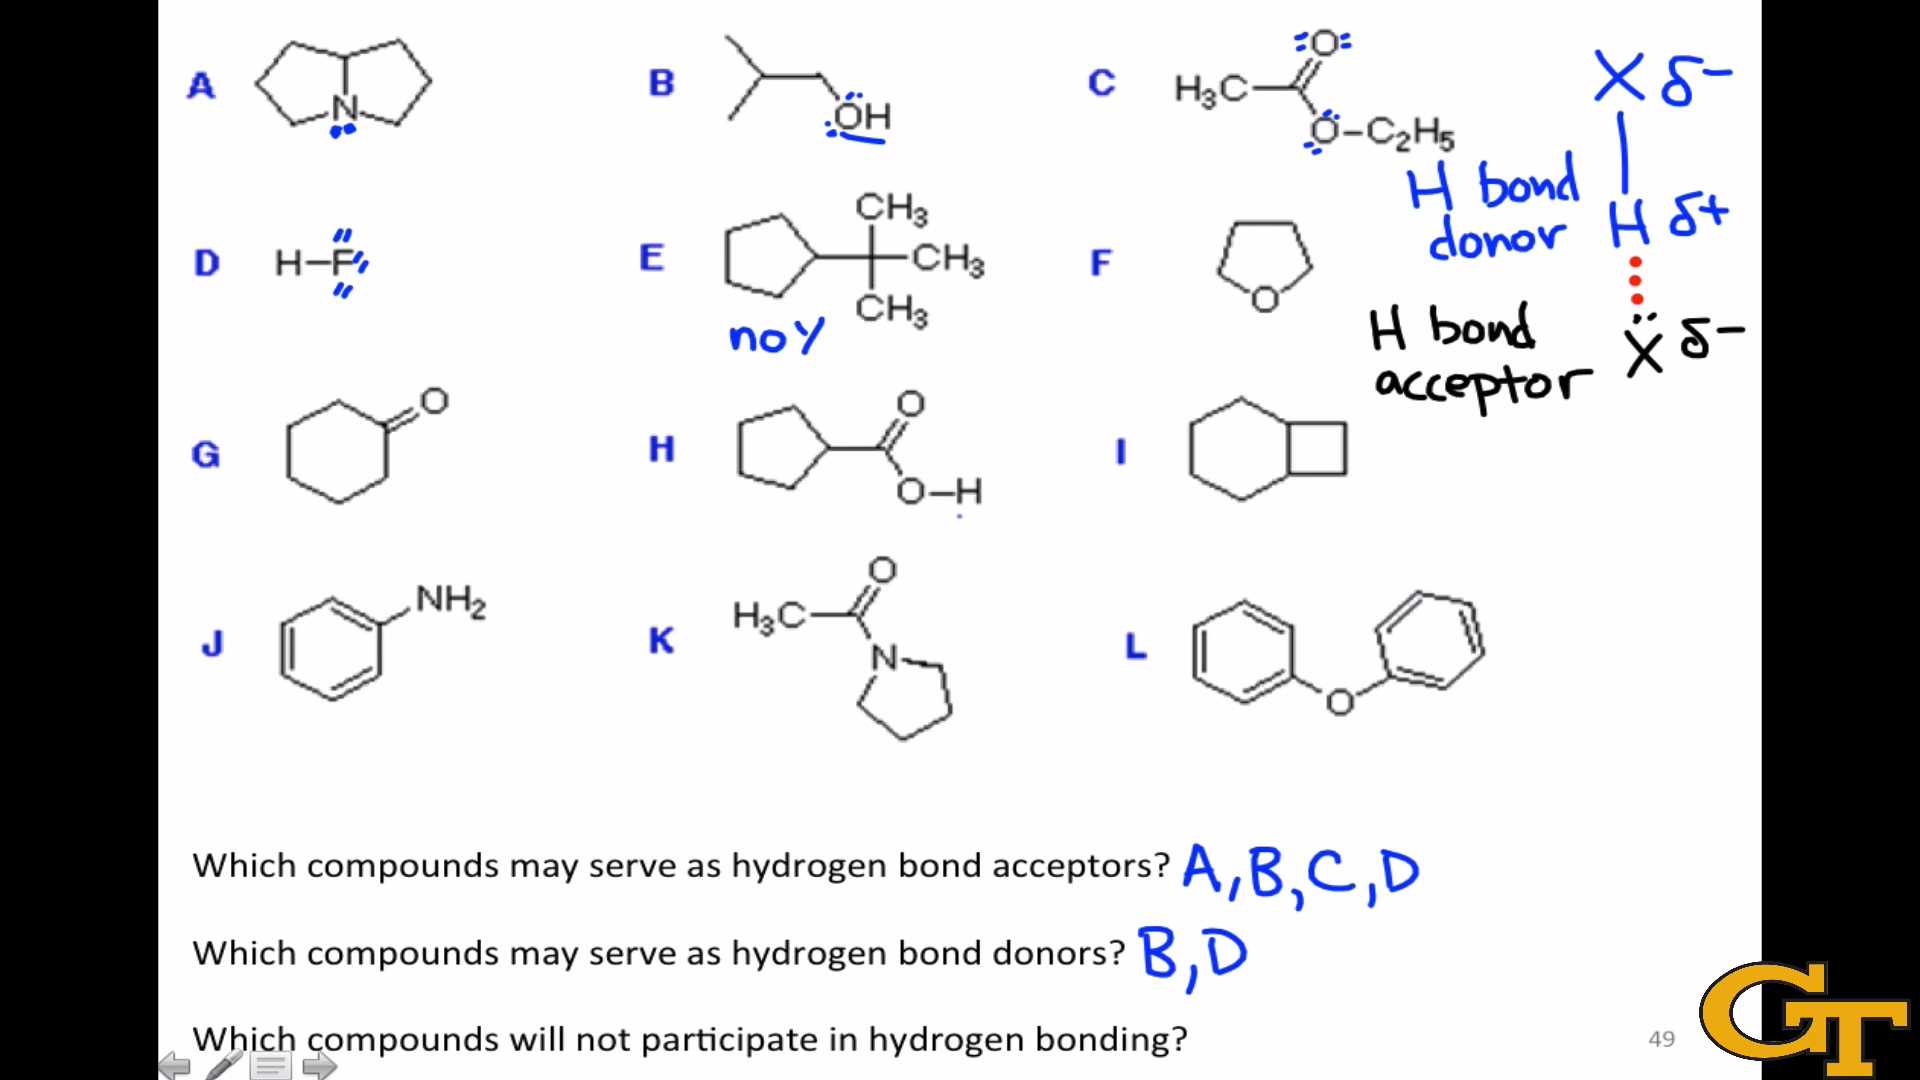 A
N
B
OH
C
H₃C
O
O–C₂H₅
X δ−
H bond donor
H δ+
D
H–F
E
CH₃
CH₃
CH₃
no Y
F
O
H bond acceptor
X δ−
G
O
H
O
O–H
I
J
NH₂
K
H₃C
O
N
L
O
Which compounds may serve as hydrogen bond acceptors? A, B, C, D
Which compounds may serve as hydrogen bond donors? B, D
Which compounds will not participate in hydrogen bonding?
49
GT